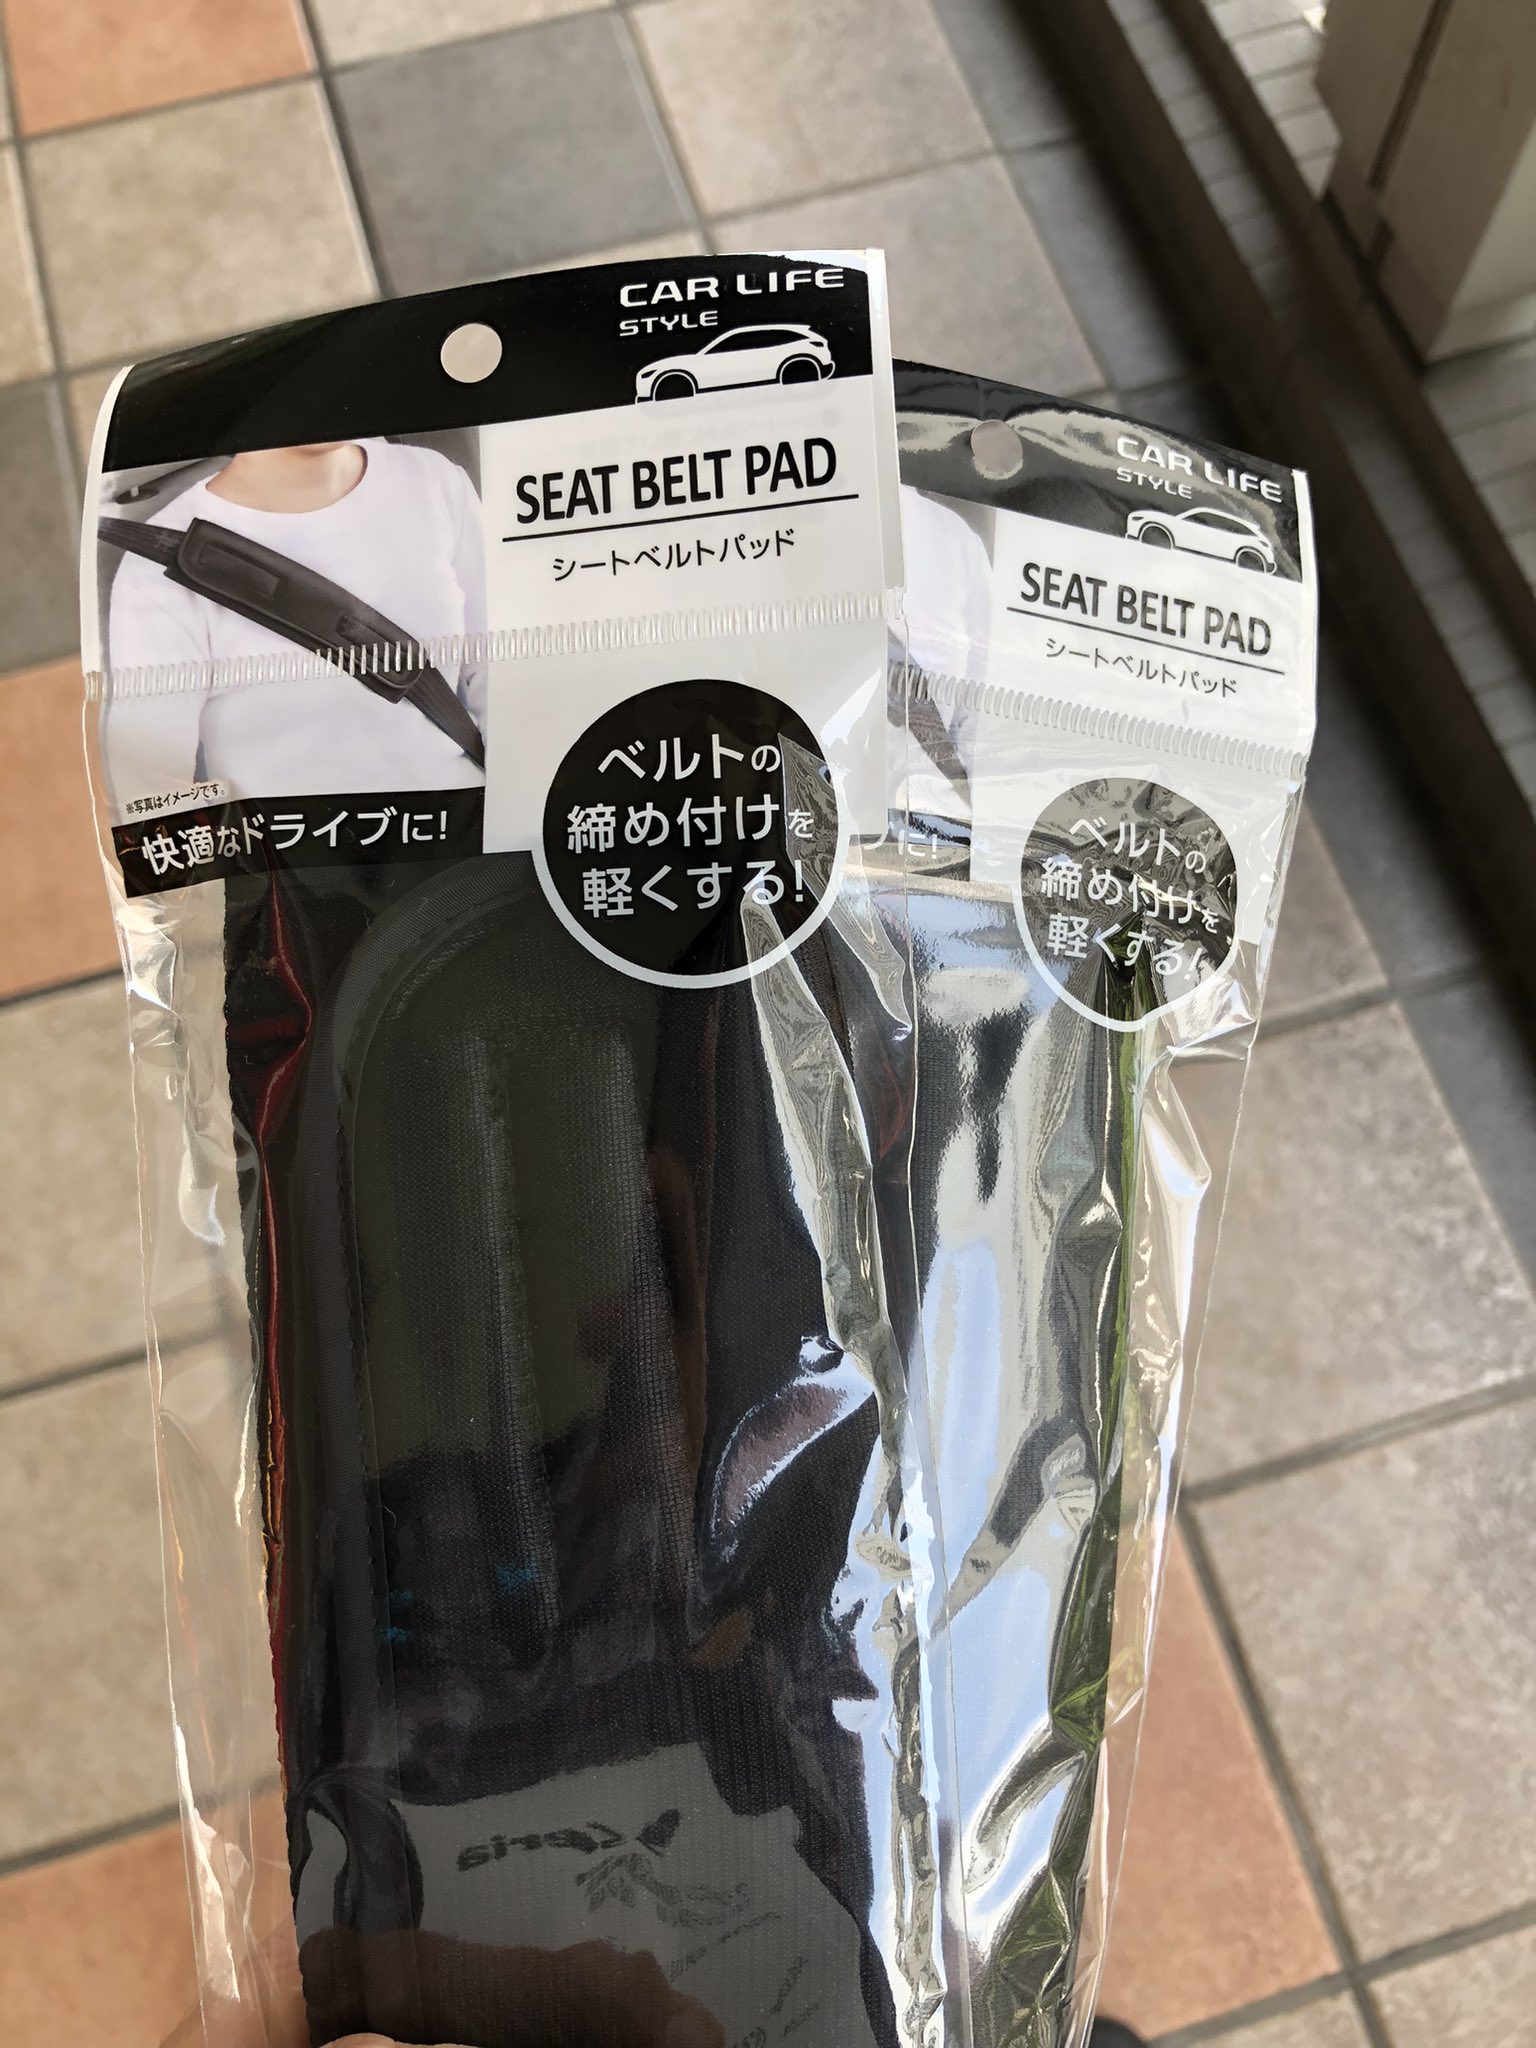 CAR LIFE
STYLE
SEAT BELT PAD
シートベルトパッド
ベルトの
締め付けを
軽くする!
※写真はイメージです。
快適なドライブに!
CAR LIFE
STYLE
SEAT BELT PAD
シートベルトパッド
ベルトの
締め付けを
軽くする!
に!